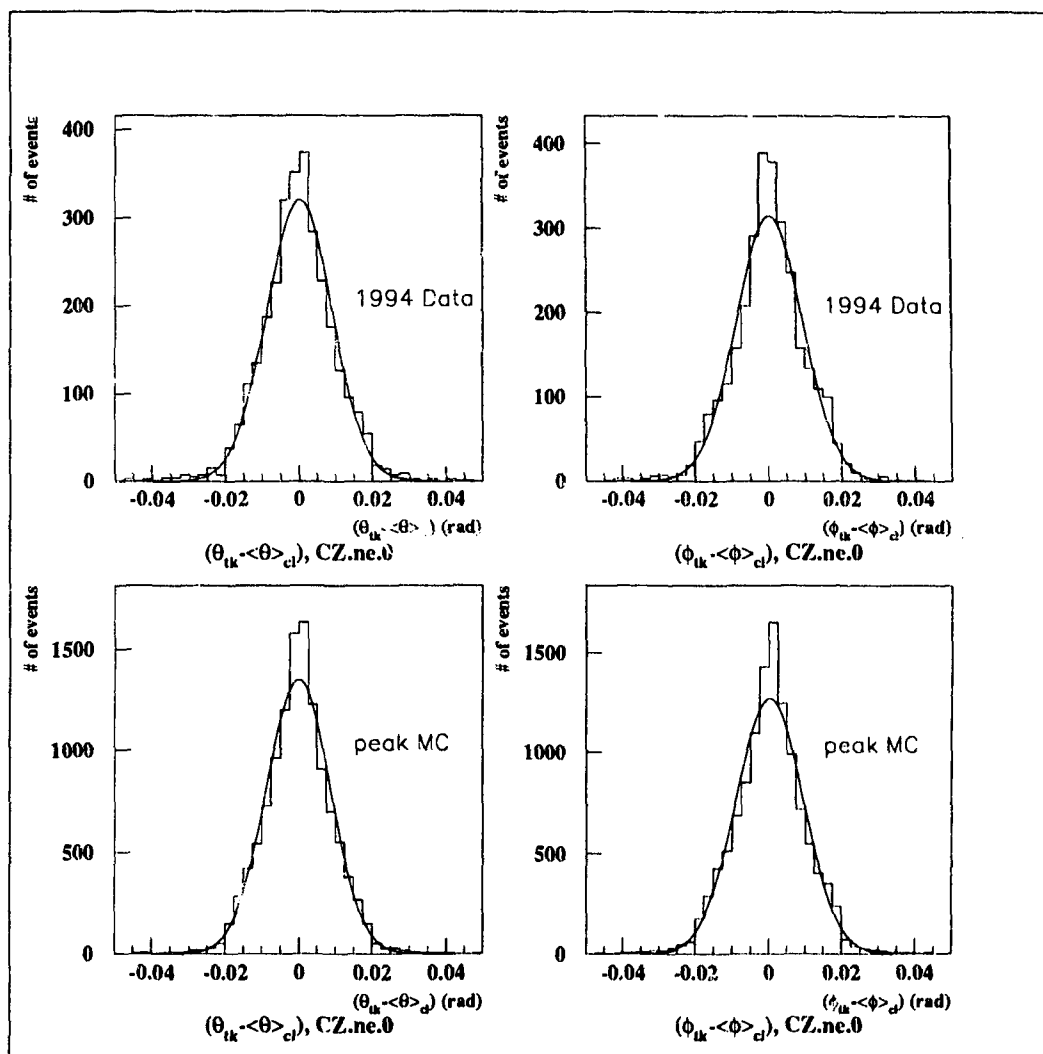 # of events
400
300
200
100
0
1994 Data
-0.04 -0.02 0 0.02 0.04
(θtk-<θ> ) (rad)
(θtk-<θ>cl), CZ.ne.0
# of events
400
300
200
100
0
1994 Data
-0.04 -0.02 0 0.02 0.04
(ϕtk-<ϕ>cl) (rad)
(ϕtk-<ϕ>cl), CZ.ne.0
# of events
1500
1000
500
0
peak MC
-0.04 -0.02 0 0.02 0.04
(θtk-<θ>cl) (rad)
(θtk-<θ>cl), CZ.ne.0
# of events
1500
1000
500
0
peak MC
-0.04 -0.02 0 0.02 0.04
(ϕtk-<ϕ>cl) (rad)
(ϕtk-<ϕ>cl), CZ.ne.0